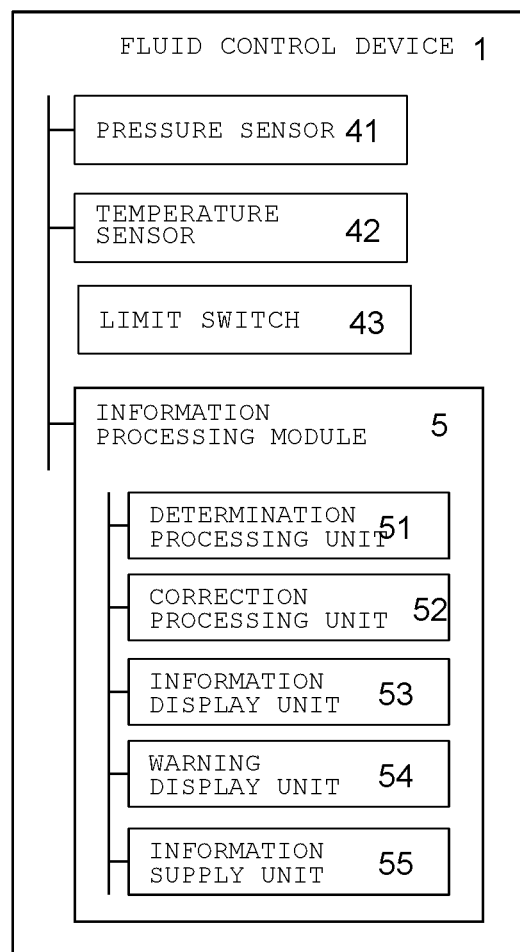 FLUID CONTROL DEVICE 1
PRESSURE SENSOR 41
TEMPERATURE
SENSOR 42
LIMIT SWITCH 43
INFORMATION
PROCESSING MODULE 5
DETERMINATION
PROCESSING UNIT 51
CORRECTION
PROCESSING UNIT 52
INFORMATION
DISPLAY UNIT 53
WARNING
DISPLAY UNIT 54
INFORMATION
SUPPLY UNIT 55